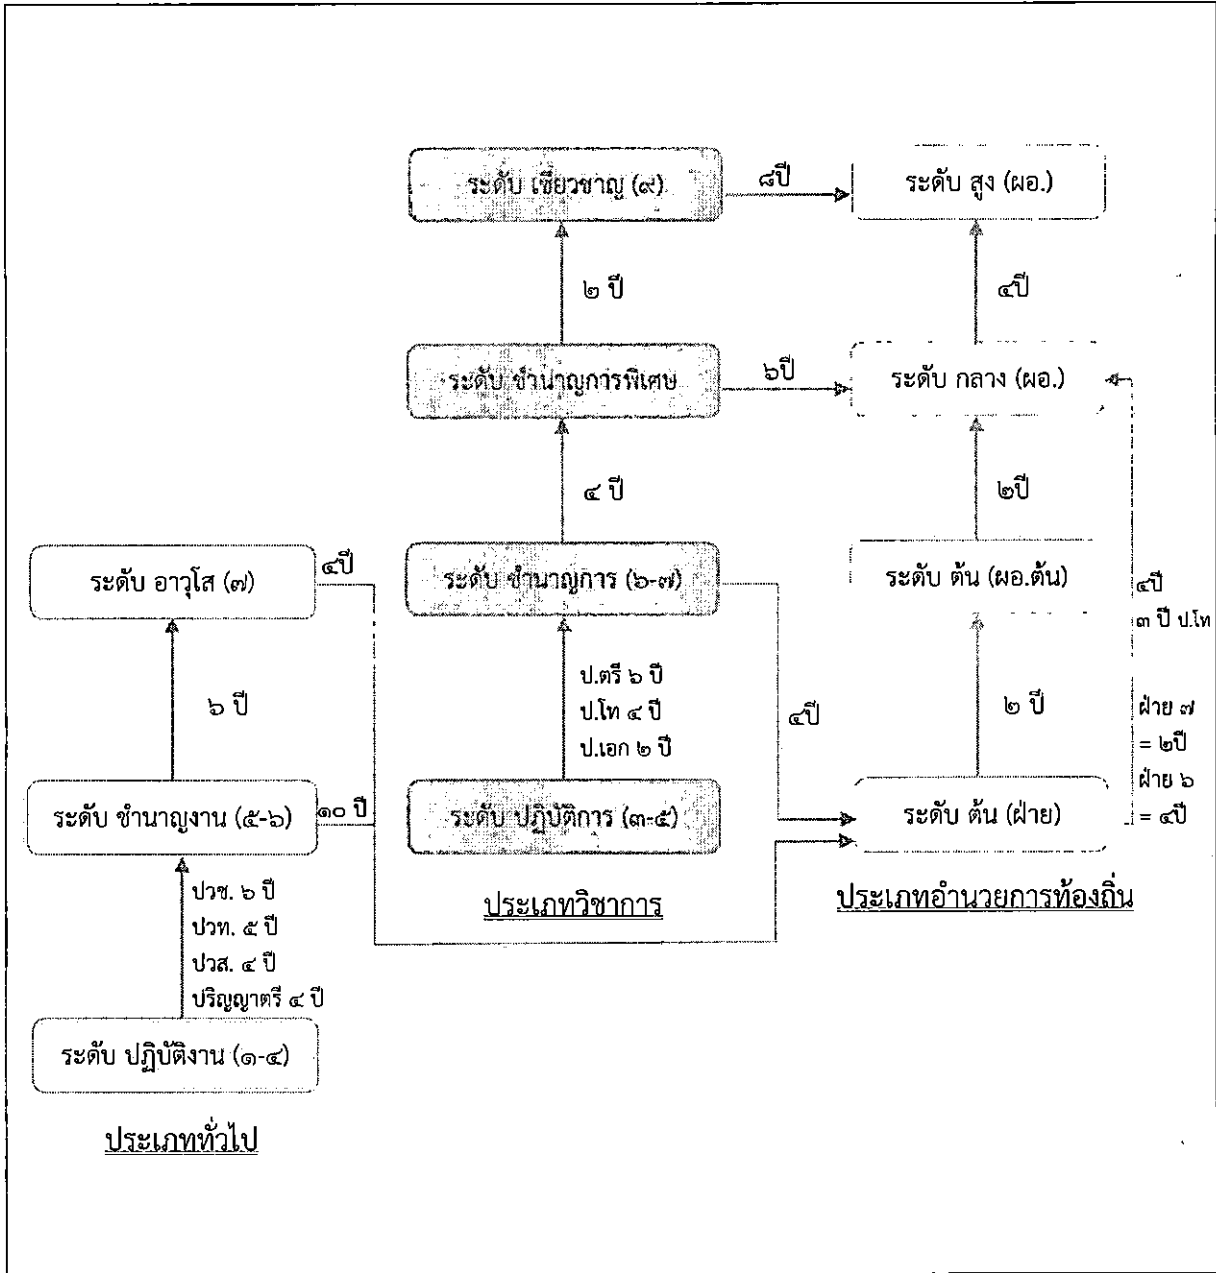 ระดับ เชี่ยวชาญ (๙)
๘ปี
ระดับ สูง (ผอ.)
๒ ปี
๔ปี
ระดับ ชำนาญการพิเศษ
๖ปี
ระดับ กลาง (ผอ.)
๔ ปี
๒ปี
ระดับ อาวุโส (๗)
๔ปี
ระดับ ชำนาญการ (๖-๗)
ระดับ ต้น (ผอ.ต้น)
๔ปี
๓ ปี ป.โท
๖ ปี
ป.ตรี ๖ ปี
ป.โท ๔ ปี
ป.เอก ๒ ปี
๔ปี
๒ ปี
ฝ่าย ๗
= ๒ปี
ฝ่าย ๖
= ๔ปี
ระดับ ชำนาญงาน (๕-๖)
๑๐ ปี
ระดับ ปฏิบัติการ (๓-๕)
ระดับ ต้น (ฝ่าย)
ประเภทวิชาการ
ประเภทอำนวยการท้องถิ่น
ปวช. ๖ ปี
ปวท. ๕ ปี
ปวส. ๔ ปี
ปริญญาตรี ๔ ปี
ระดับ ปฏิบัติงาน (๑-๔)
ประเภททั่วไป